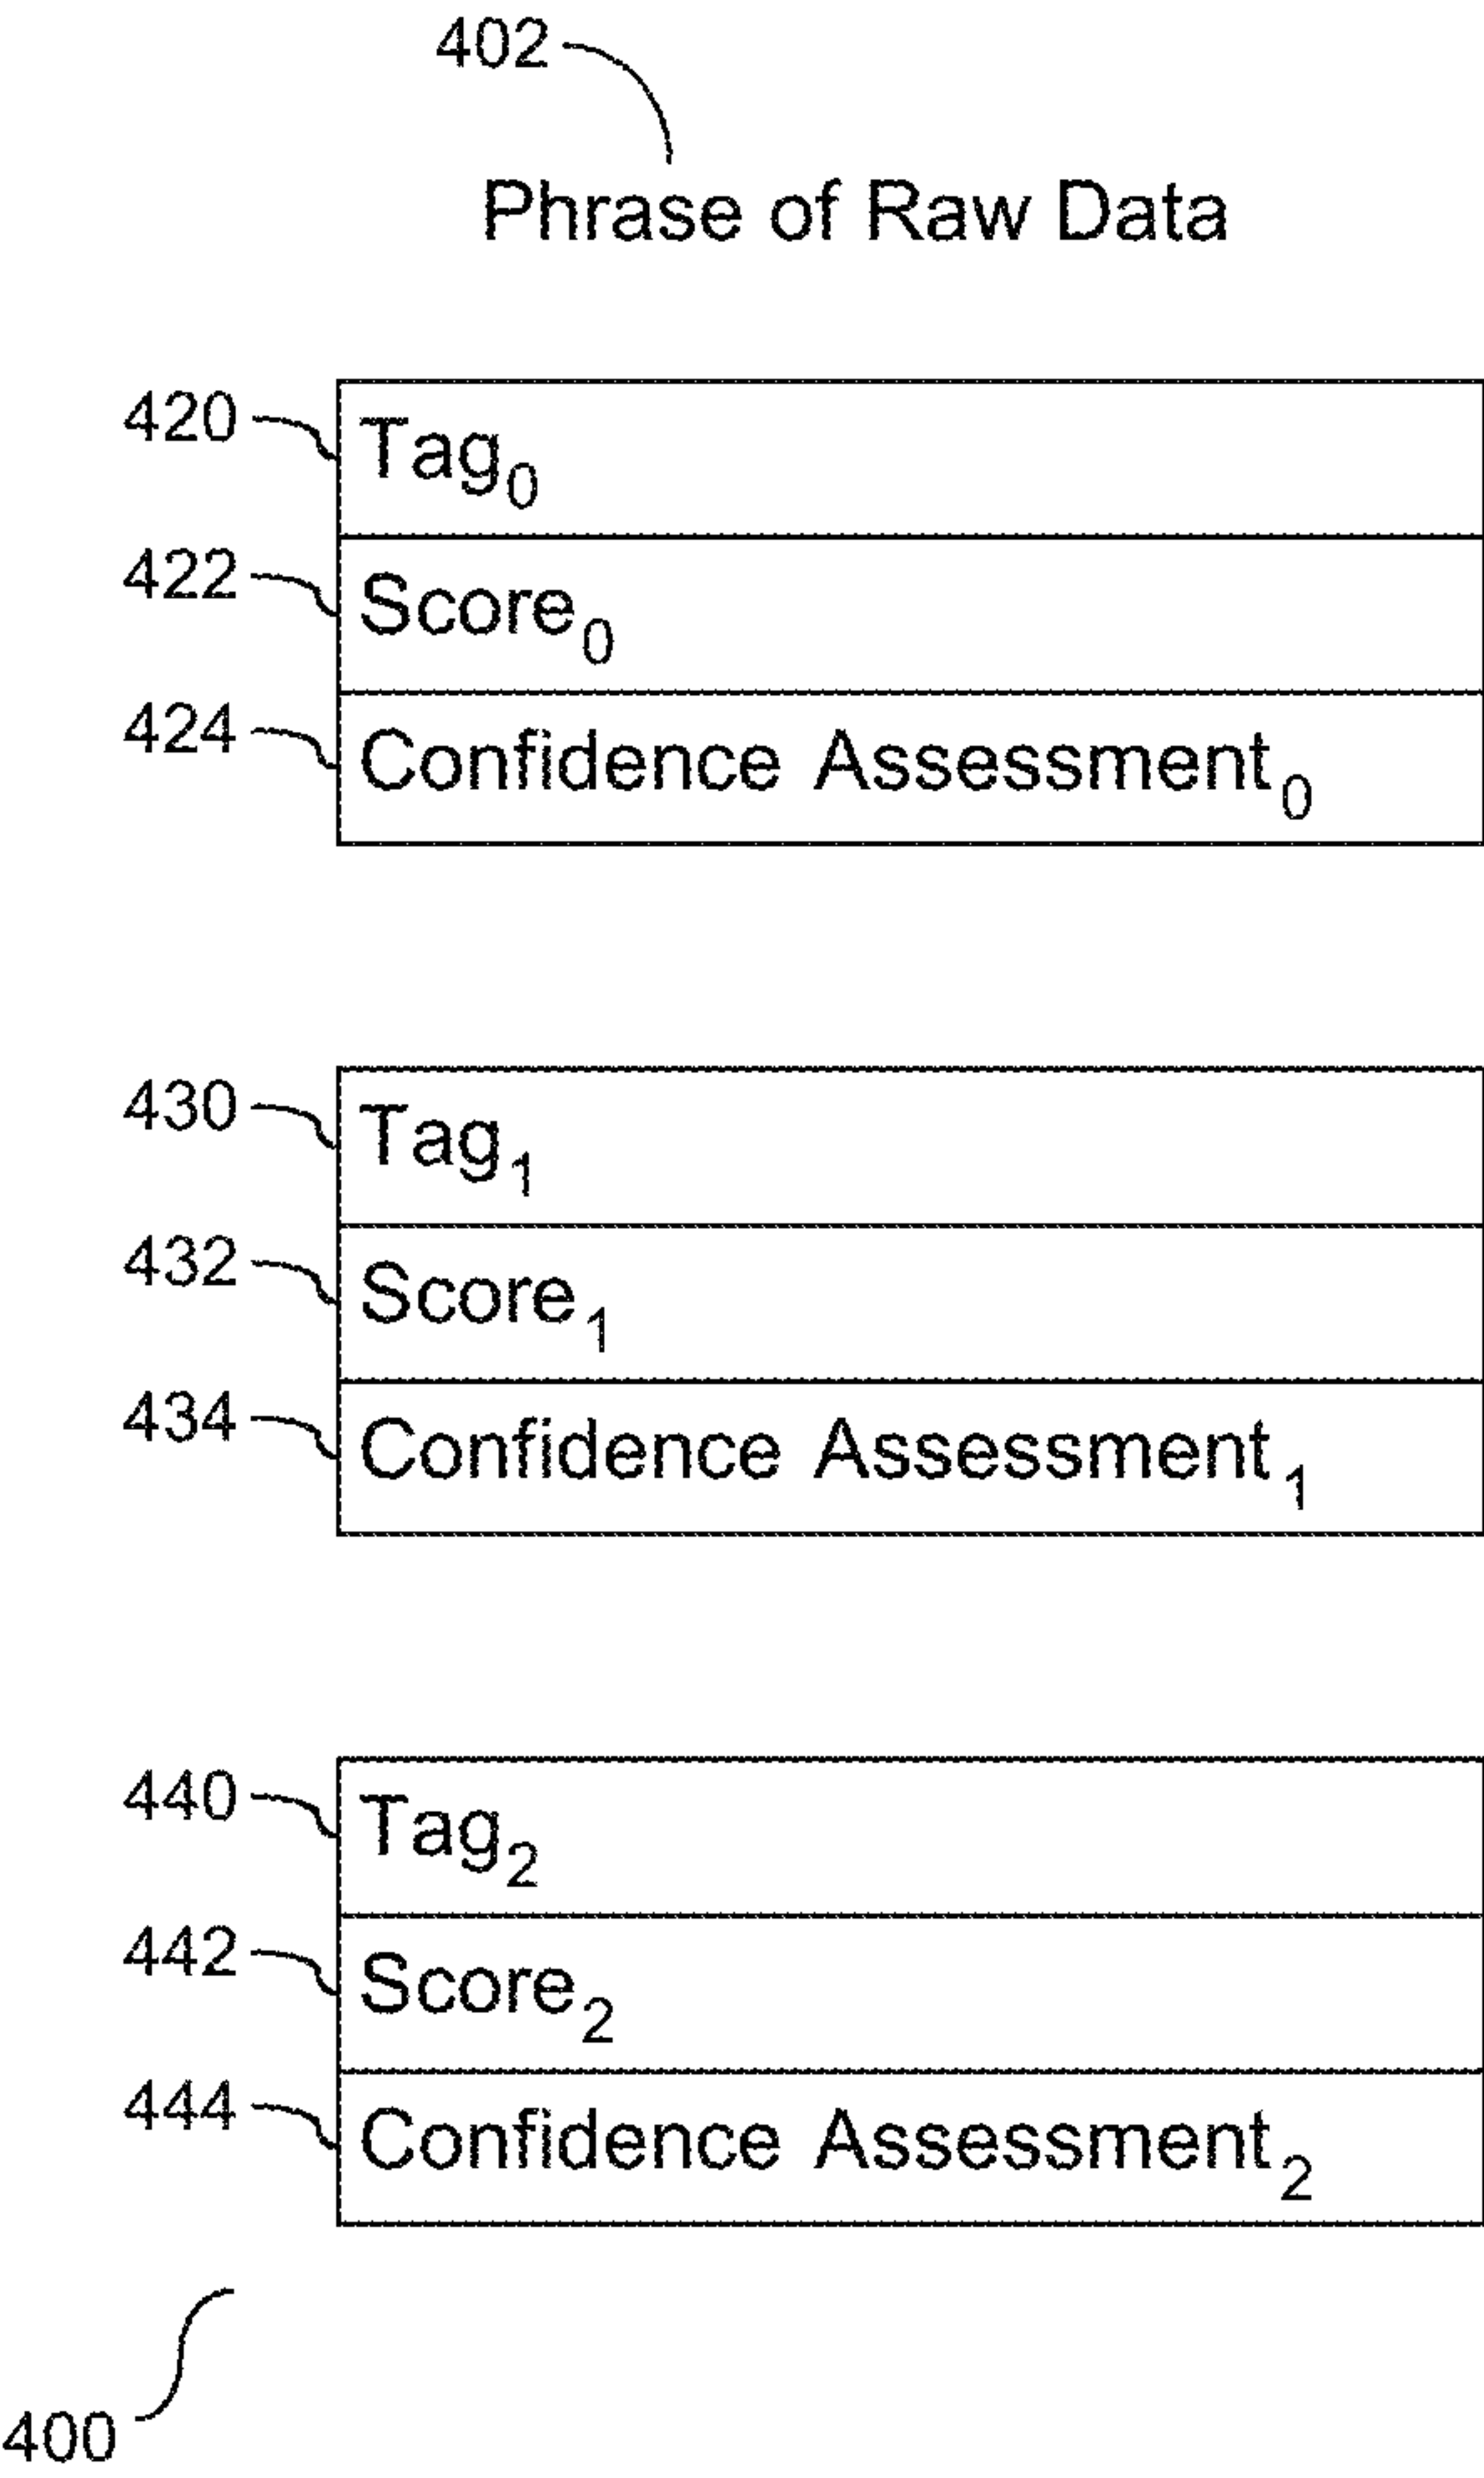 402
Phrase of Raw Data
420 Tag₀
422 Score₀
424 Confidence Assessment₀
430 Tag₁
432 Score₁
434 Confidence Assessment₁
440 Tag₂
442 Score₂
444 Confidence Assessment₂
400